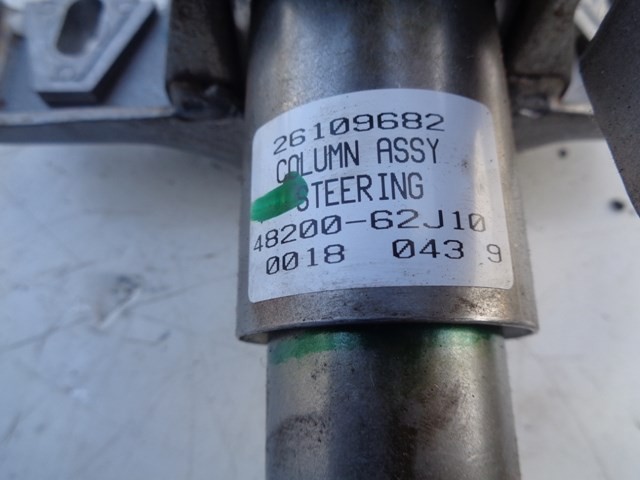 26109682
COLUMN ASSY
STEERING
48200-62J10
0018 043 9